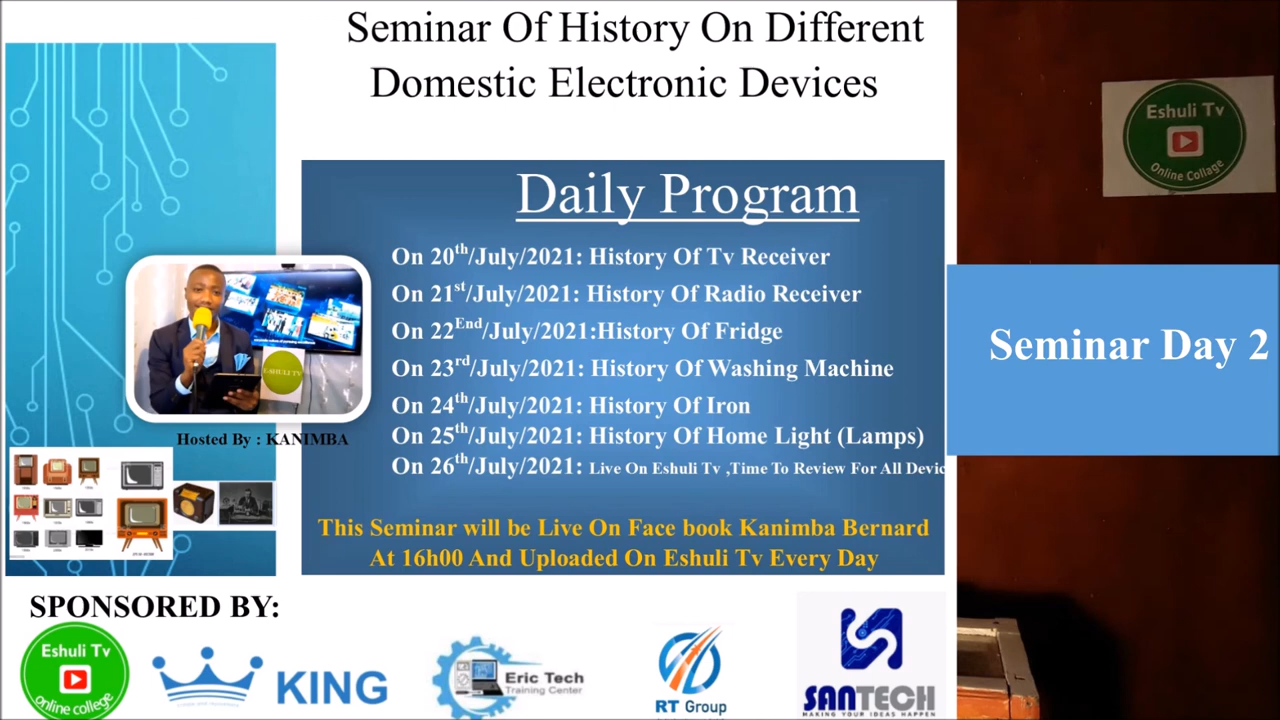 Seminar Of History On Different
Domestic Electronic Devices
Eshuli Tv
Online Collage
Daily Program
On 20th/July/2021: History Of Tv Receiver
On 21st/July/2021: History Of Radio Receiver
On 22End/July/2021:History Of Fridge
On 23rd/July/2021: History Of Washing Machine
On 24th/July/2021: History Of Iron
On 25th/July/2021: History Of Home Light (Lamps)
On 26th/July/2021: Live On Eshuli Tv ,Time To Review For All Devic
Seminar Day 2
E-SHULI TV
Hosted By : KANIMBA
This Seminar will be Live On Face book Kanimba Bernard
At 16h00 And Uploaded On Eshuli Tv Every Day
SPONSORED BY:
Eshuli Tv
online college
KING
Eric Tech
Training Center
RT Group
SANTECH
MAKING YOUR IDEAS HAPPEN